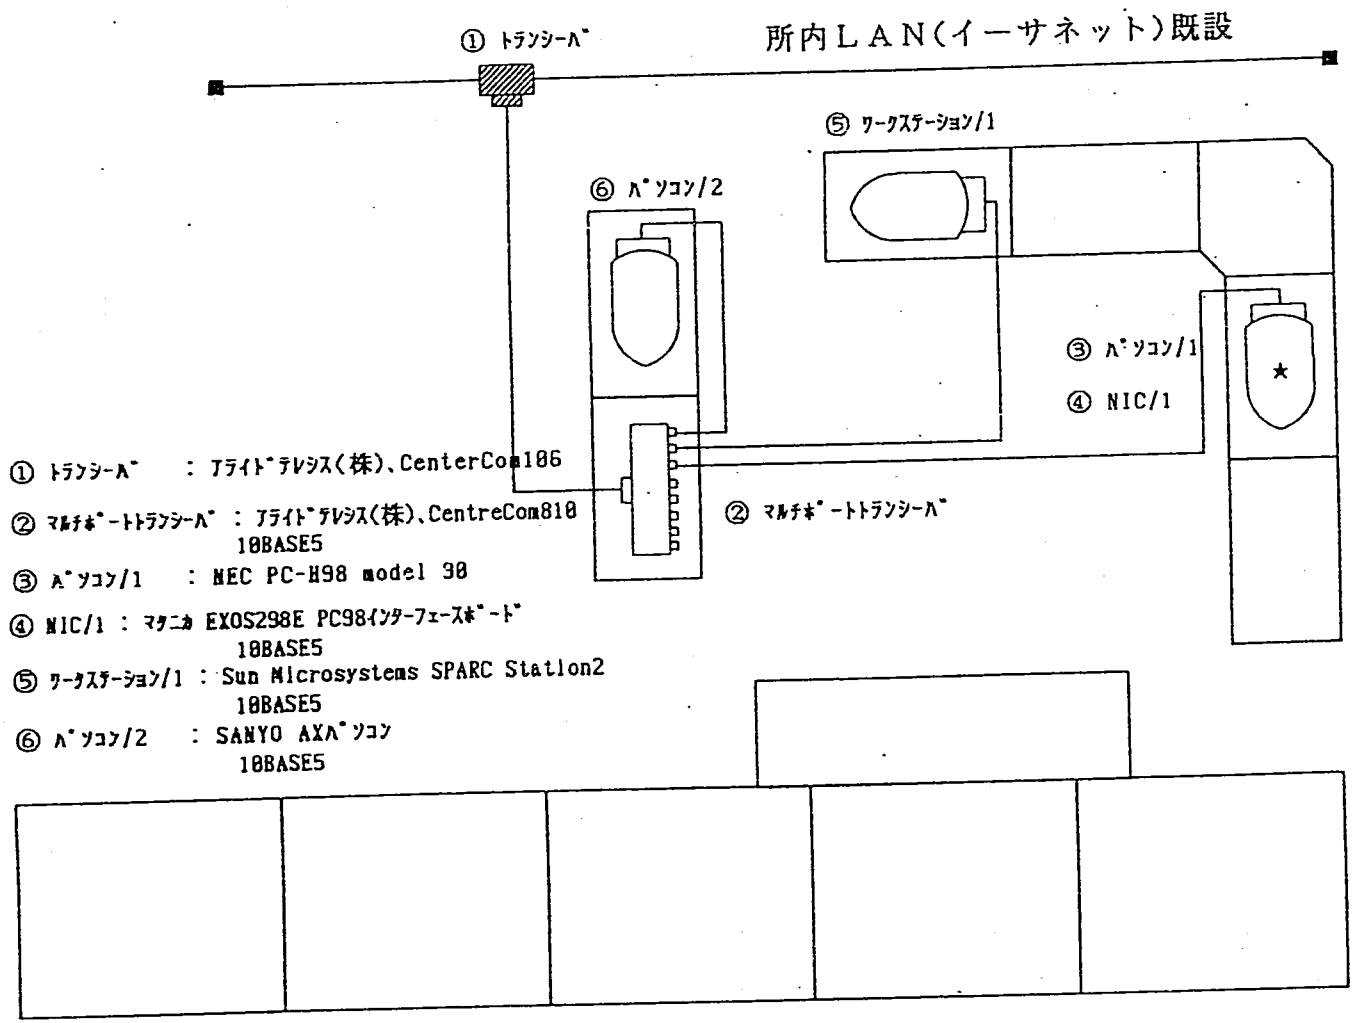 ① トランシーバ
所内LAN(イーサネット)既設
⑤ ワークステーション/1
⑥ パソコン/2
③ パソコン/1
④ NIC/1
① トランシーバ : アライドテレシス(株)、CenterCom106
② マルチポートトランシーバ : アライドテレシス(株)、CentreCom810
10BASE5
② マルチポートトランシーバ
③ パソコン/1 : NEC PC-H98 model 90
④ NIC/1 : マタニカ EXOS298E PC98インターフェースボード
10BASE5
⑤ ワークステーション/1 : Sun Microsystems SPARC Station2
10BASE5
⑥ パソコン/2 : SANYO AXパソコン
10BASE5